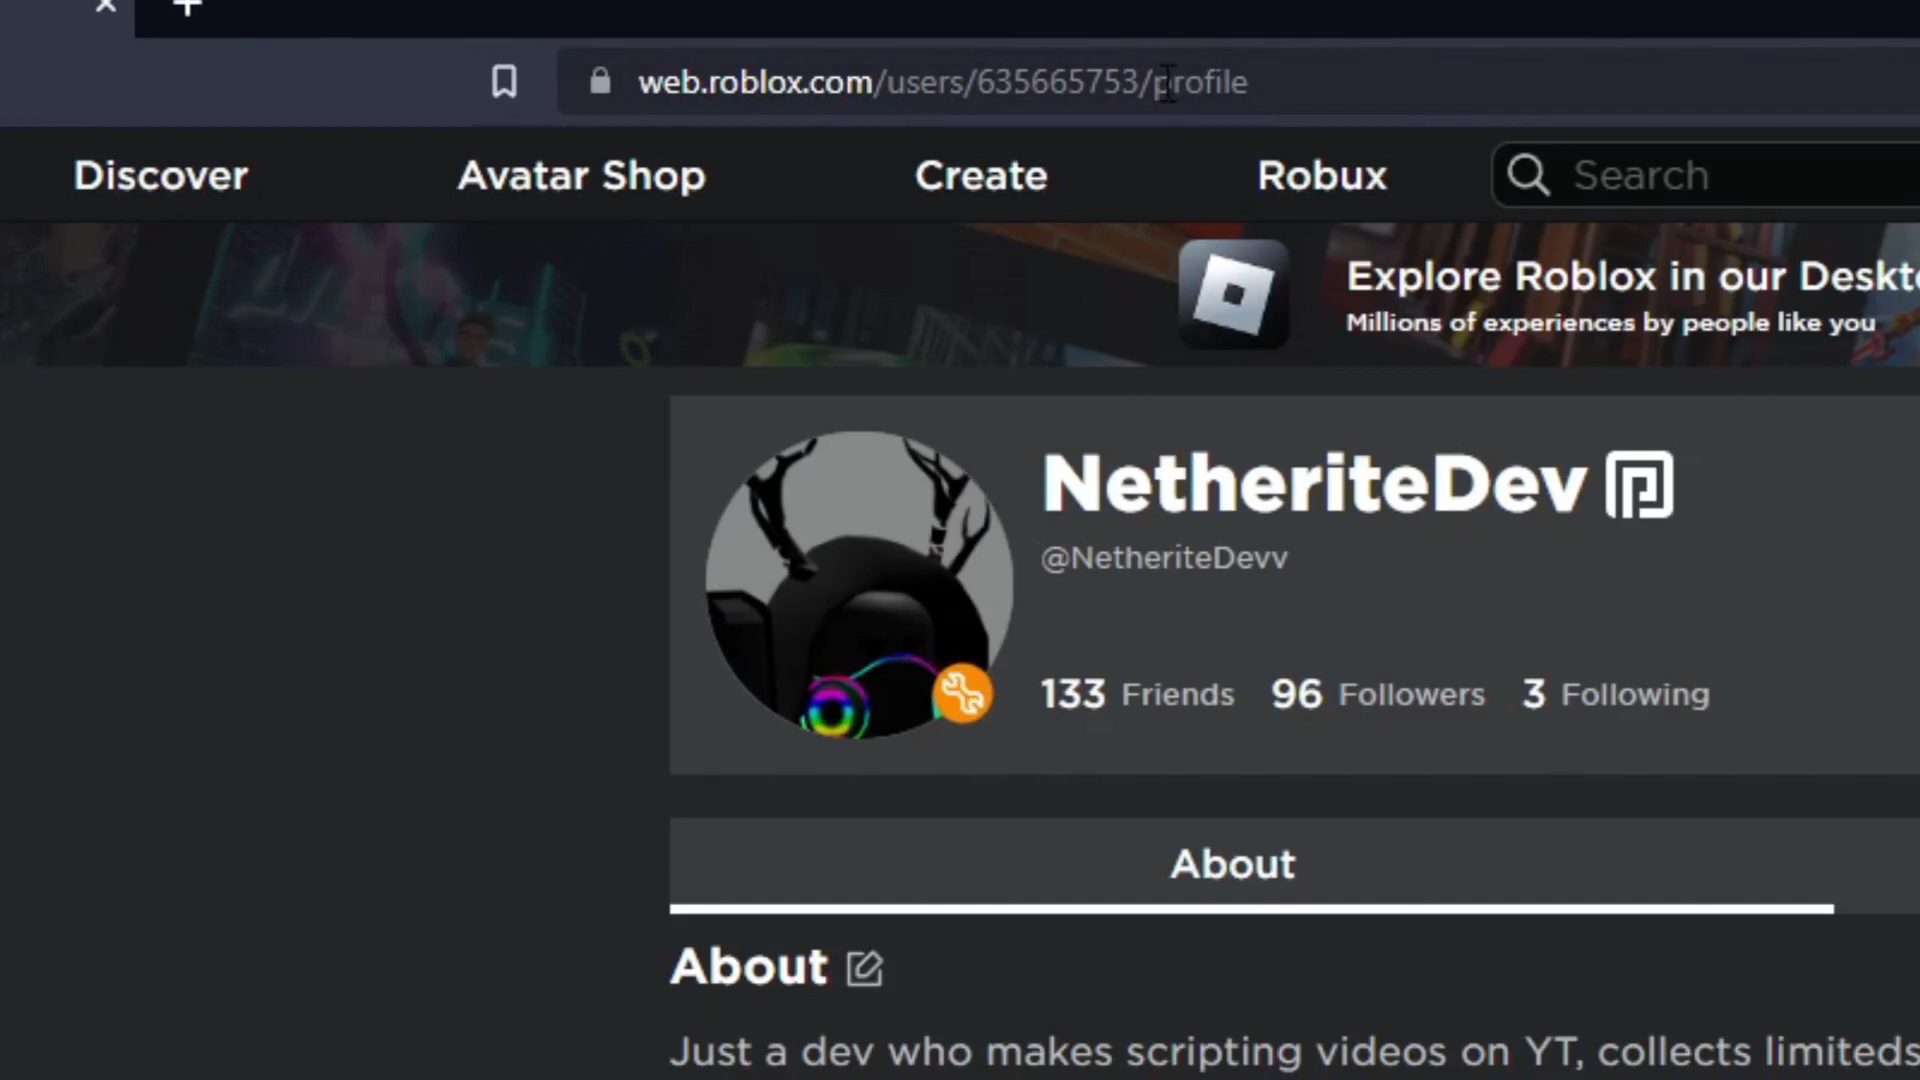 web.roblox.com/users/635665753/profile
Discover Avatar Shop Create Robux Search
Explore Roblox in our
Millions of experiences by people like you
NetheriteDev
@NetheriteDevv
133 Friends 96 Followers 3 Following
About
About
Just a dev who makes scripting videos on YT, collects limiteds